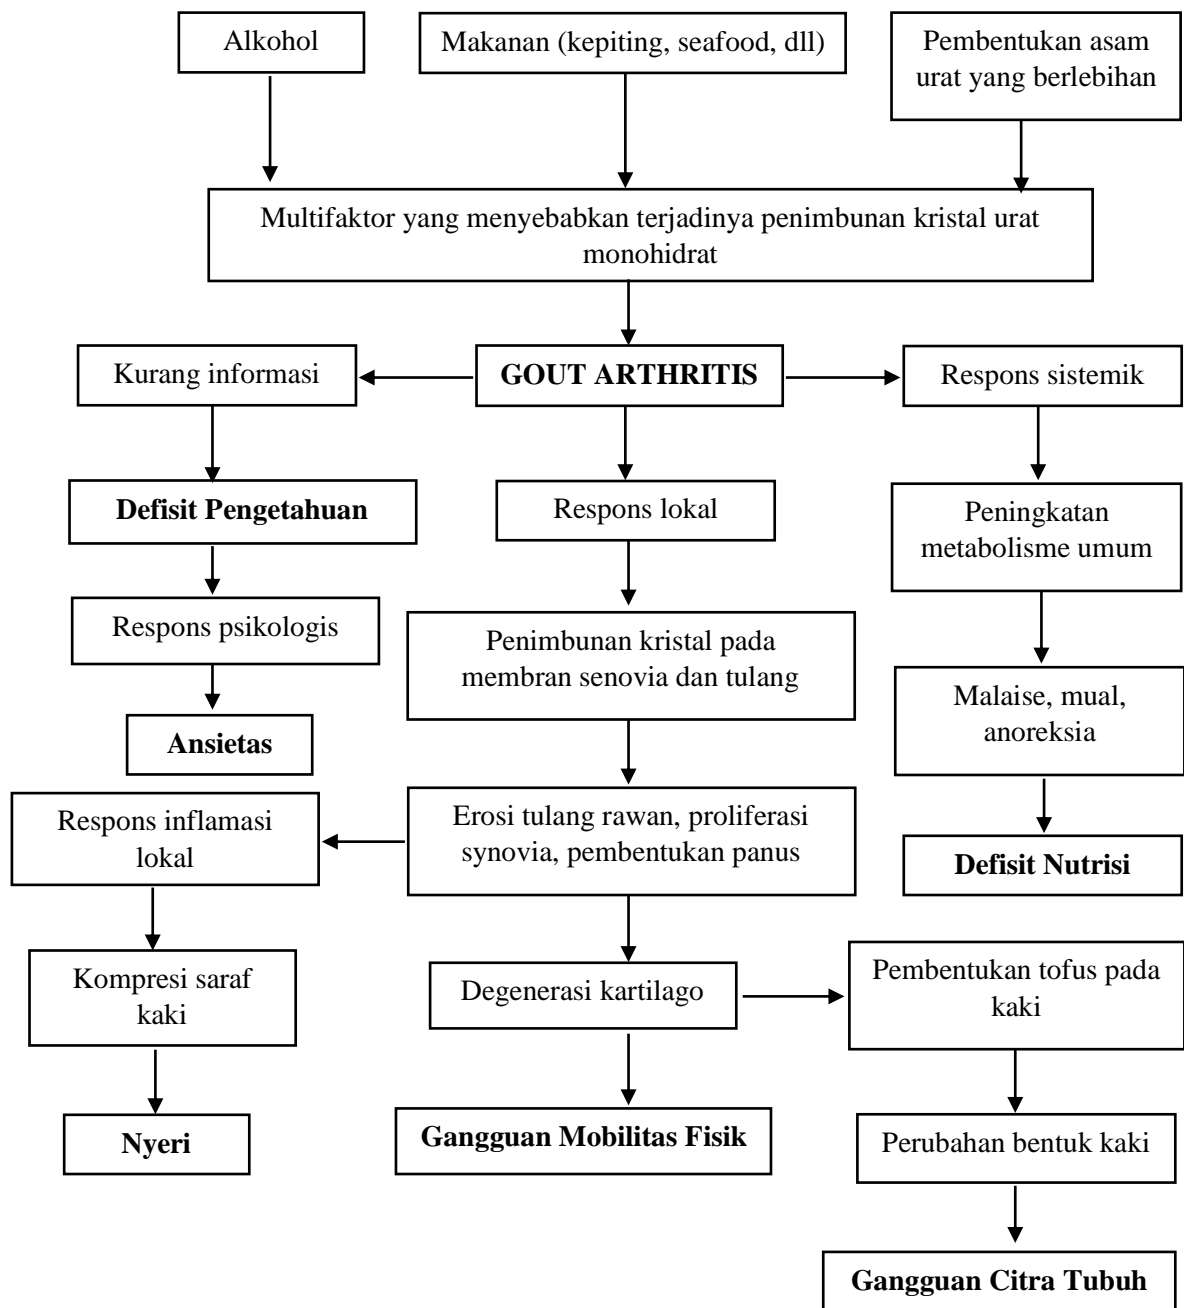 Alkohol
Makanan (kepiting, seafood, dll)
Pembentukan asam
urat yang berlebihan
Multifaktor yang menyebabkan terjadinya penimbunan kristal urat
monohidrat
Kurang informasi
GOUT ARTHRITIS
Respons sistemik
Defisit Pengetahuan
Respons lokal
Peningkatan
metabolisme umum
Respons psikologis
Penimbunan kristal pada
membran senovia dan tulang
Malaise, mual,
anoreksia
Ansietas
Respons inflamasi
lokal
Erosi tulang rawan, proliferasi
synovia, pembentukan panus
Defisit Nutrisi
Kompresi saraf
kaki
Degenerasi kartilago
Pembentukan tofus pada
kaki
Nyeri
Gangguan Mobilitas Fisik
Perubahan bentuk kaki
Gangguan Citra Tubuh